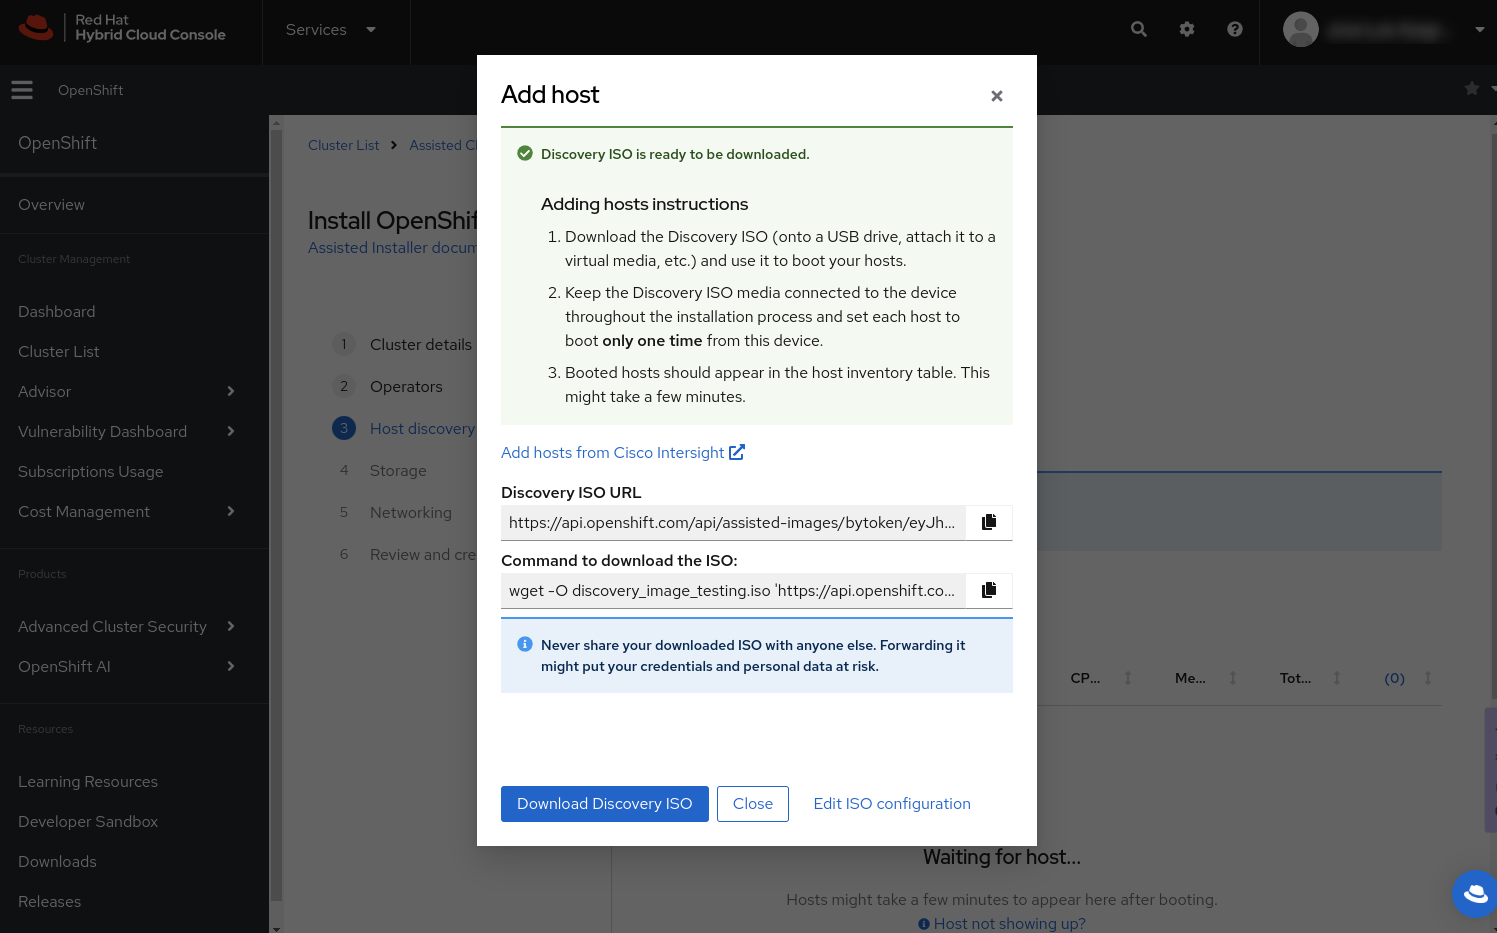 Red Hat
Hybrid Cloud Console
Services
OpenShift
OpenShift
Overview
Cluster Management
Dashboard
Cluster List
Advisor
Vulnerability Dashboard
Subscriptions Usage
Cost Management
Products
Advanced Cluster Security
OpenShift AI
Resources
Learning Resources
Developer Sandbox
Downloads
Releases
Cluster List
Assisted Cl
Install OpenShif
Assisted Installer docum
1 Cluster details
2 Operators
3 Host discovery
4 Storage
5 Networking
6 Review and cre
Add host
Discovery ISO is ready to be downloaded.
Adding hosts instructions
1. Download the Discovery ISO (onto a USB drive, attach it to a
virtual media, etc.) and use it to boot your hosts.
2. Keep the Discovery ISO media connected to the device
throughout the installation process and set each host to
boot only one time from this device.
3. Booted hosts should appear in the host inventory table. This
might take a few minutes.
Add hosts from Cisco Intersight
Discovery ISO URL
https://api.openshift.com/api/assisted-images/bytoken/eyJh...
Command to download the ISO:
wget -O discovery_image_testing.iso 'https://api.openshift.co...
Never share your downloaded ISO with anyone else. Forwarding it
might put your credentials and personal data at risk.
Download Discovery ISO
Close
Edit ISO configuration
CP... Me... Tot... (0)
Waiting for host...
Hosts might take a few minutes to appear here after booting.
Host not showing up?